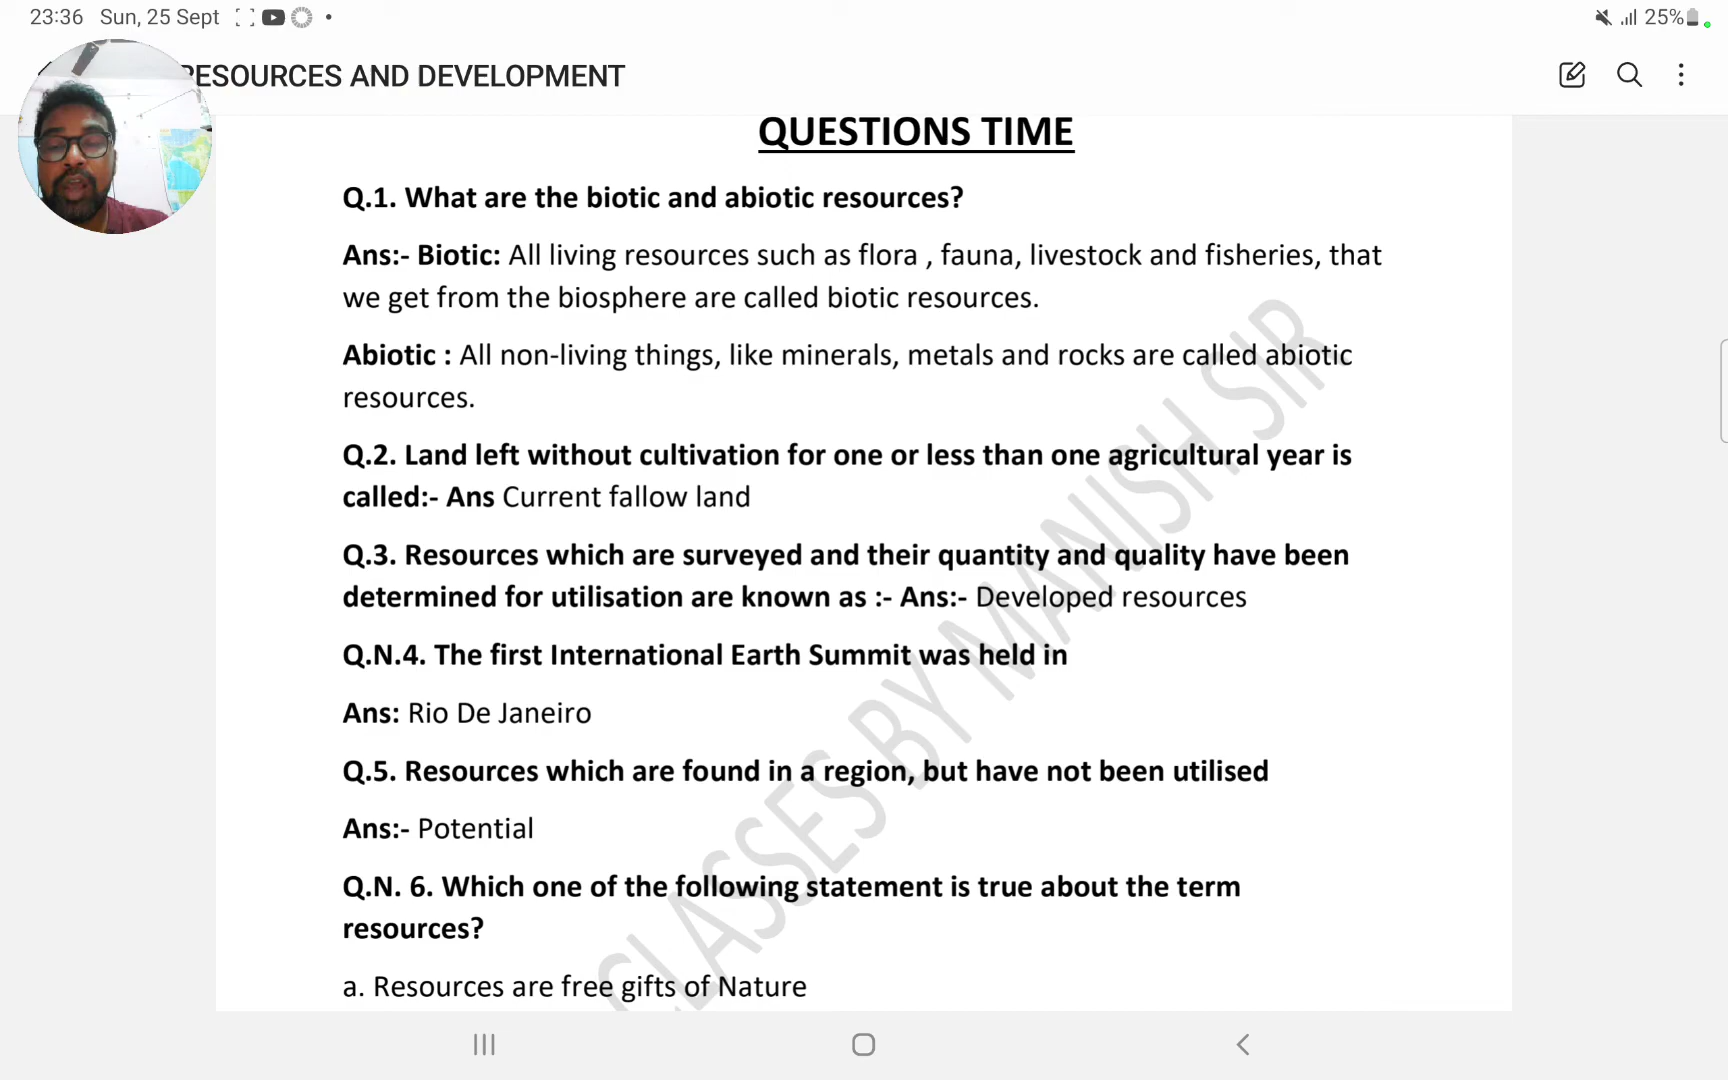 23:36 Sun, 25 Sept
25%
RESOURCES AND DEVELOPMENT
QUESTIONS TIME
Q.1. What are the biotic and abiotic resources?
Ans:- Biotic: All living resources such as flora , fauna, livestock and fisheries, that
we get from the biosphere are called biotic resources.
Abiotic : All non-living things, like minerals, metals and rocks are called abiotic
resources.
Q.2. Land left without cultivation for one or less than one agricultural year is
called:- Ans Current fallow land
Q.3. Resources which are surveyed and their quantity and quality have been
determined for utilisation are known as :- Ans:- Developed resources
Q.N.4. The first International Earth Summit was held in
Ans: Rio De Janeiro
Q.5. Resources which are found in a region, but have not been utilised
Ans:- Potential
Q.N. 6. Which one of the following statement is true about the term
resources?
a. Resources are free gifts of Nature
CLASSES BY MANISH SIR